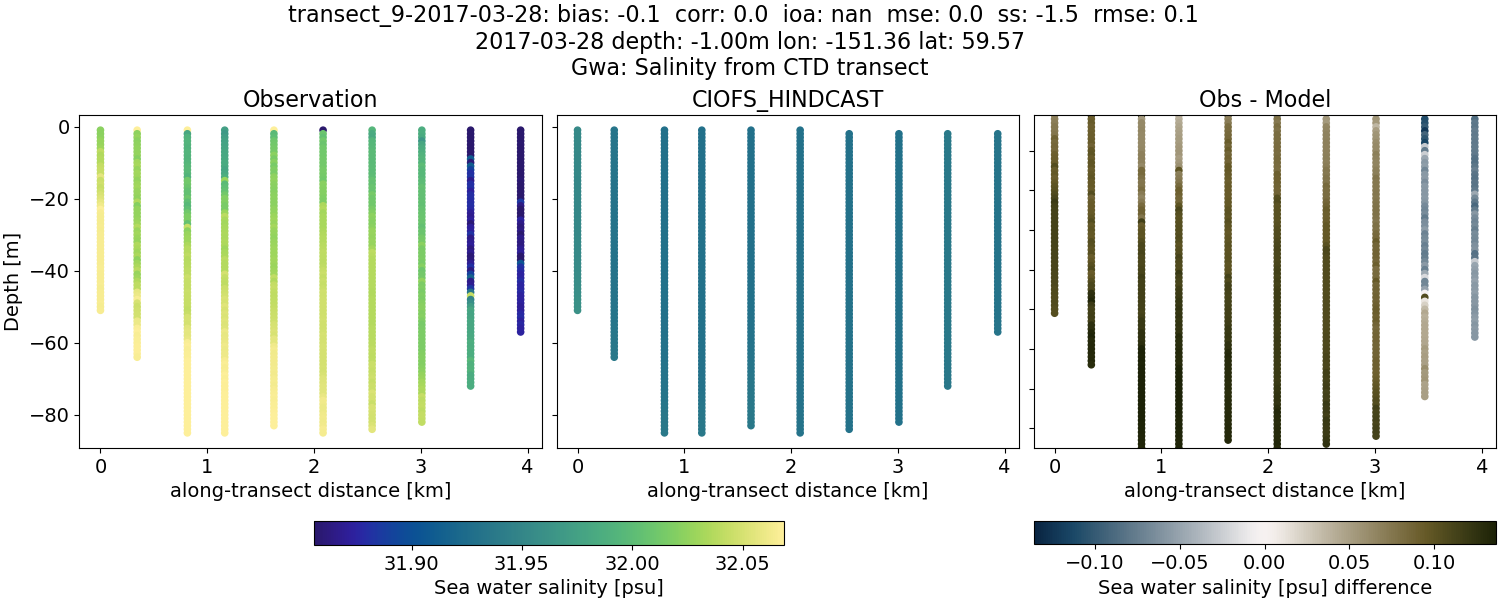 transect_9-2017-03-28: bias: -0.1  corr: 0.0  ioa: nan  mse: 0.0  ss: -1.5  rmse: 0.1
2017-03-28 depth: -1.00m lon: -151.36 lat: 59.57
Gwa: Salinity from CTD transect
Observation
CIOFS_HINDCAST
Obs - Model
Depth [m]
0
−20
−40
−60
−80
0 1 2 3 4
0 1 2 3 4
0 1 2 3 4
along-transect distance [km]
along-transect distance [km]
along-transect distance [km]
31.90 31.95 32.00 32.05
Sea water salinity [psu]
−0.10 −0.05 0.00 0.05 0.10
Sea water salinity [psu] difference